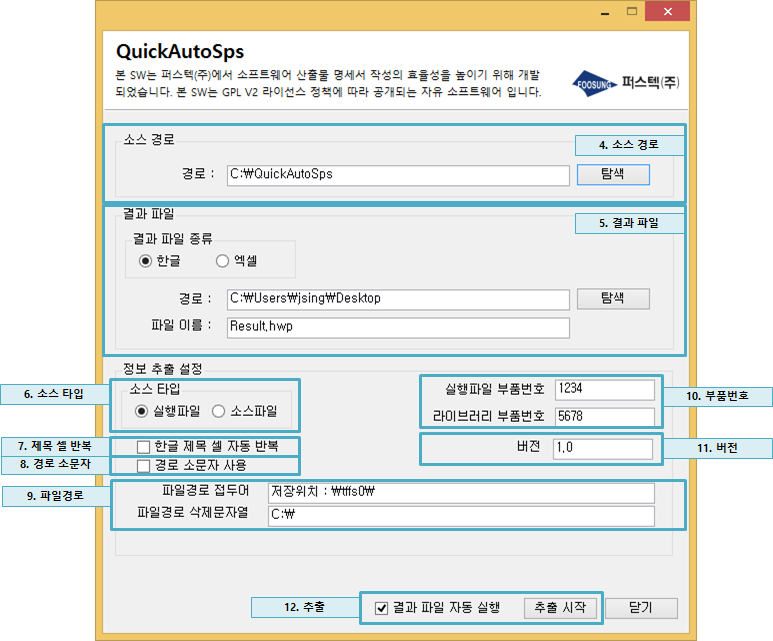 QuickAutoSps
본 SW는 퍼스텍(주)에서 소프트웨어 산출물 명세서 작성의 효율성을 높이기 위해 개발
되었습니다. 본 SW는 GPL V2 라이선스 정책에 따라 공개되는 자유 소프트웨어 입니다.
FOOSUNG 퍼스텍(주)
소스 경로
4. 소스 경로
경로 : C:₩QuickAutoSps 탐색
결과 파일
5. 결과 파일
결과 파일 종류
한글 엑셀
경로 : C:₩Users₩jsing₩Desktop 탐색
파일 이름 : Result.hwp
정보 추출 설정
6. 소스 타입
소스 타입
실행파일 소스파일
실행파일 부품번호 1234
라이브러리 부품번호 5678
10. 부품번호
7. 제목 셀 반복
한글 제목 셀 자동 반복
버전 1.0
11. 버전
8. 경로 소문자
경로 소문자 사용
9. 파일경로
파일경로 접두어 저장위치 : ₩tffs0₩
파일경로 삭제문자열 C:₩
12. 추출
결과 파일 자동 실행 추출 시작 닫기